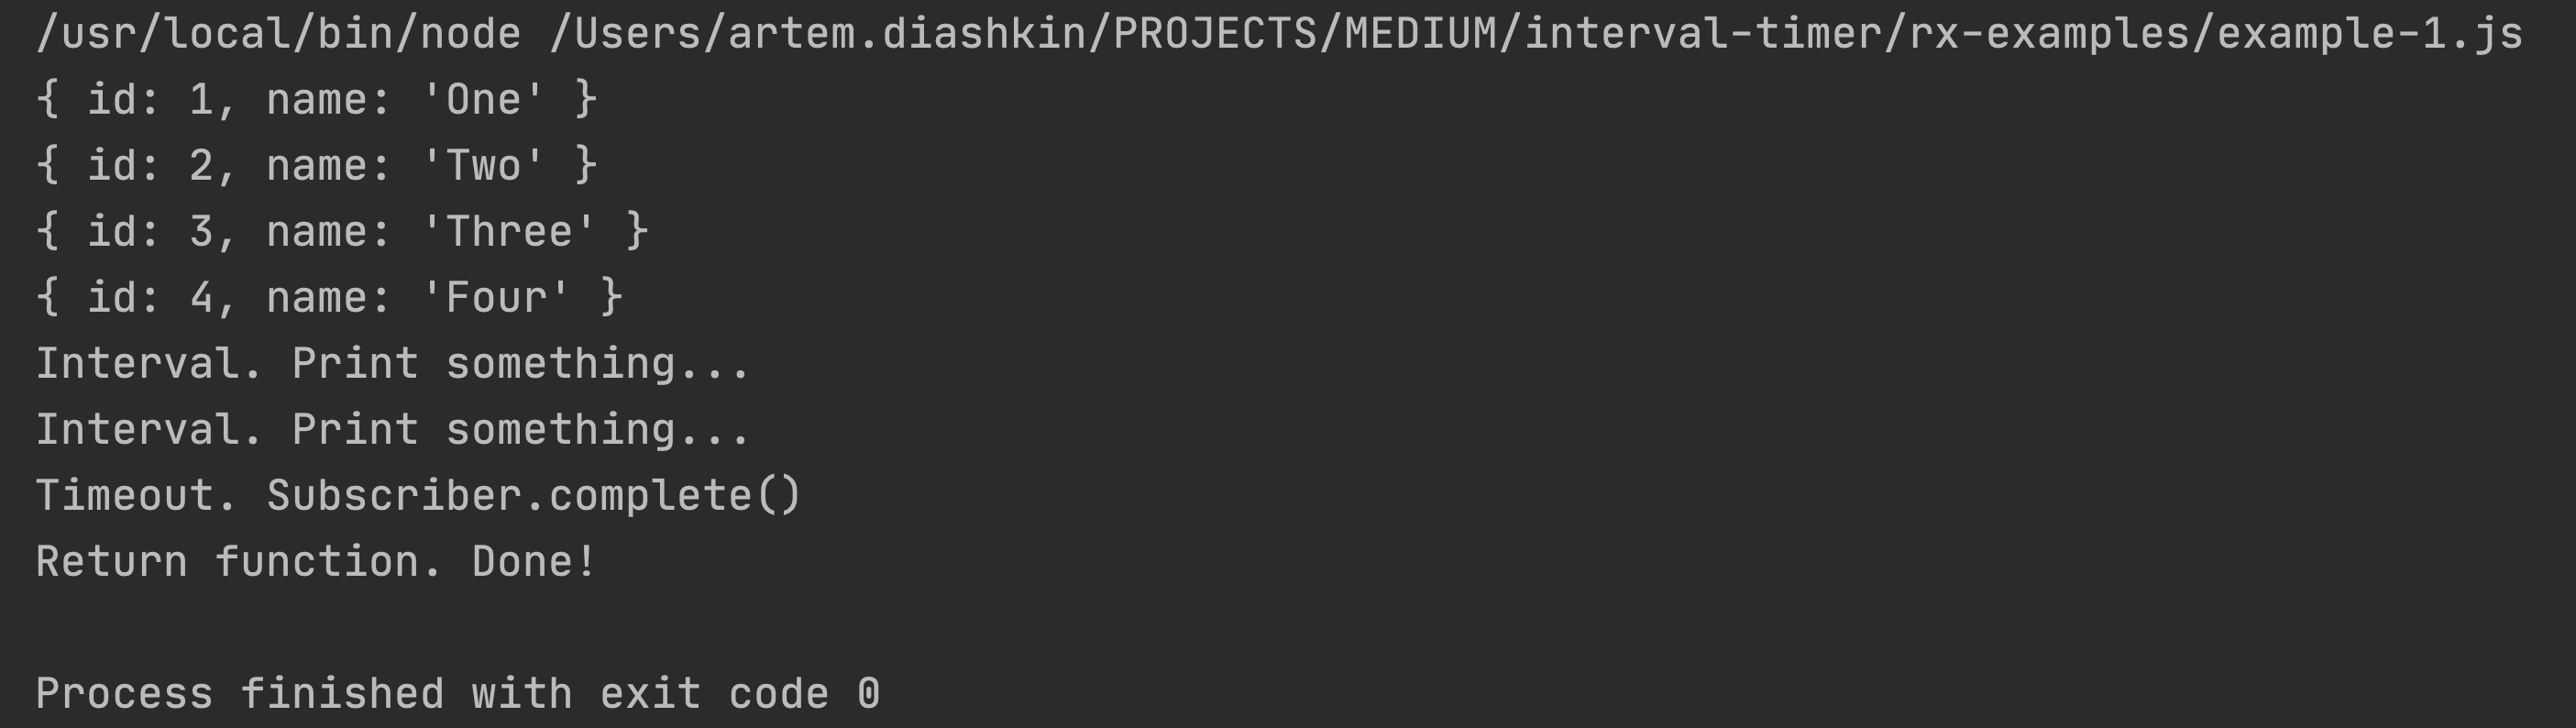 /usr/local/bin/node /Users/artem.diashkin/PROJECTS/MEDIUM/interval-timer/rx-examples/example-1.js
{ id: 1, name: 'One' }
{ id: 2, name: 'Two' }
{ id: 3, name: 'Three' }
{ id: 4, name: 'Four' }
Interval. Print something...
Interval. Print something...
Timeout. Subscriber.complete()
Return function. Done!
Process finished with exit code 0